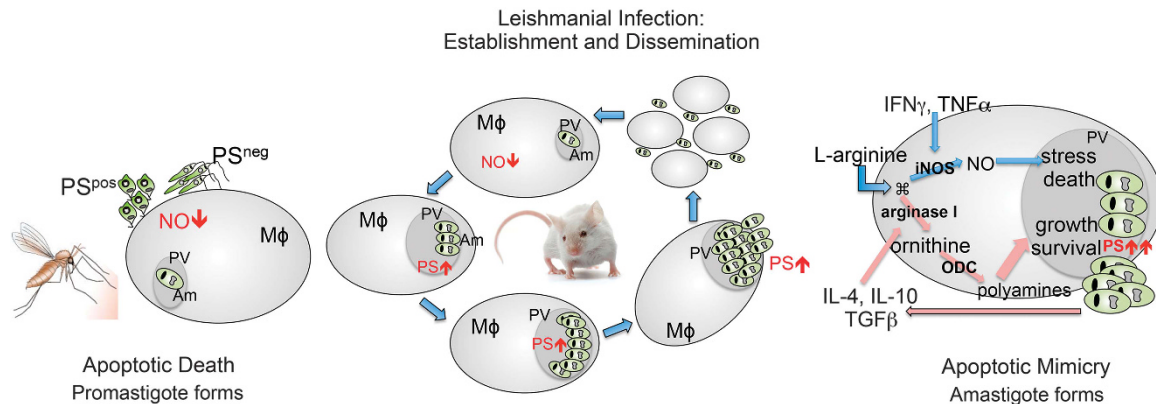 Leishmanial Infection:
Establishment and Dissemination
PSpos
PSneg
NO
Mϕ
PV
Am
Apoptotic Death
Promastigote forms
Mϕ
PV
Am
NO
Mϕ
PV
Am
PS
Mϕ
PV
PS
PV
PS
Mϕ
IFNγ, TNFα
PV
L-arginine
iNOS
NO
stress
death
⌘
arginase I
growth
survival
PS
ornithine
ODC
polyamines
IL-4, IL-10
TGFβ
Apoptotic Mimicry
Amastigote forms